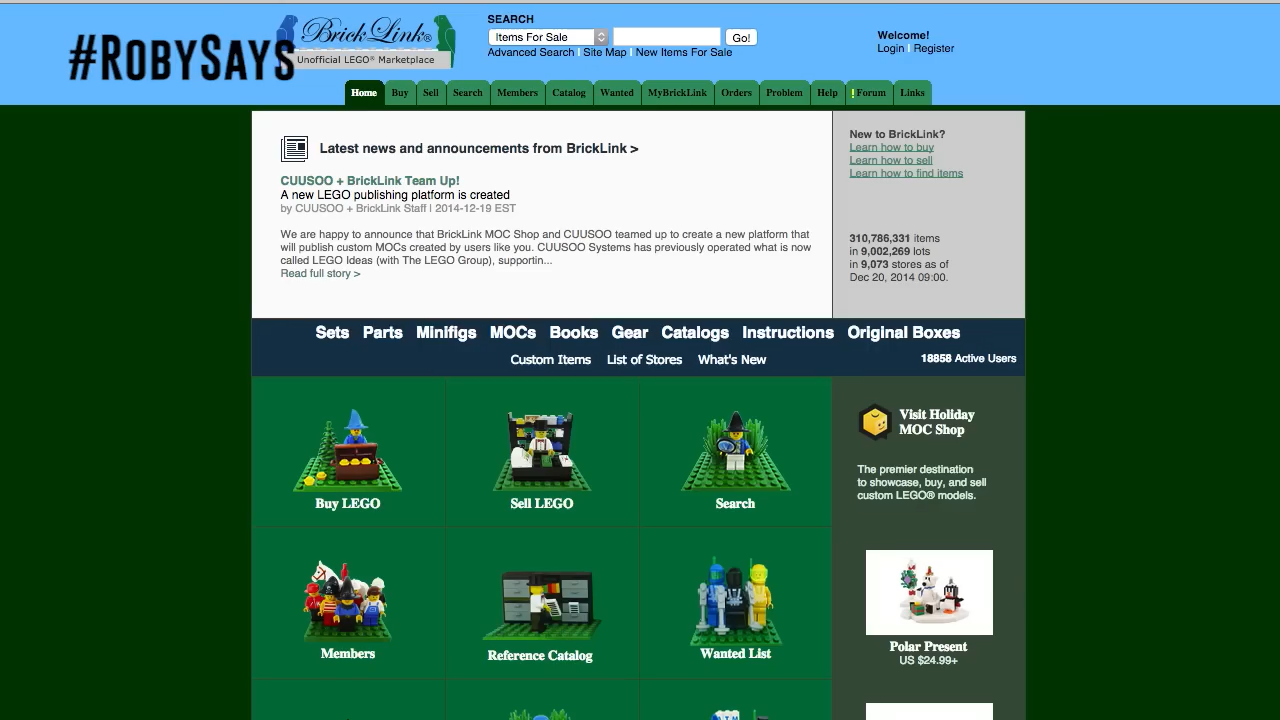 #ROBYSAYS
BrickLink®
Unofficial LEGO® Marketplace
SEARCH
Items For Sale
Go!
Advanced Search | Site Map | New Items For Sale
Welcome!
Login | Register
Home Buy Sell Search Members Catalog Wanted MyBrickLink Orders Problem Help !Forum Links
Latest news and announcements from BrickLink >
CUUSOO + BrickLink Team Up!
A new LEGO publishing platform is created
by CUUSOO + BrickLink Staff | 2014-12-19 EST
We are happy to announce that BrickLink MOC Shop and CUUSOO teamed up to create a new platform that
will publish custom MOCs created by users like you. CUUSOO Systems has previously operated what is now
called LEGO Ideas (with The LEGO Group), supportin...
Read full story >
New to BrickLink?
Learn how to buy
Learn how to sell
Learn how to find items
310,786,331 items
in 9,002,269 lots
in 9,073 stores as of
Dec 20, 2014 09:00.
Sets Parts Minifigs MOCs Books Gear Catalogs Instructions Original Boxes
Custom Items List of Stores What's New
18858 Active Users
Buy LEGO
Sell LEGO
Search
Visit Holiday
MOC Shop
The premier destination
to showcase, buy, and sell
custom LEGO® models.
Members
Reference Catalog
Wanted List
Polar Present
US $24.99+